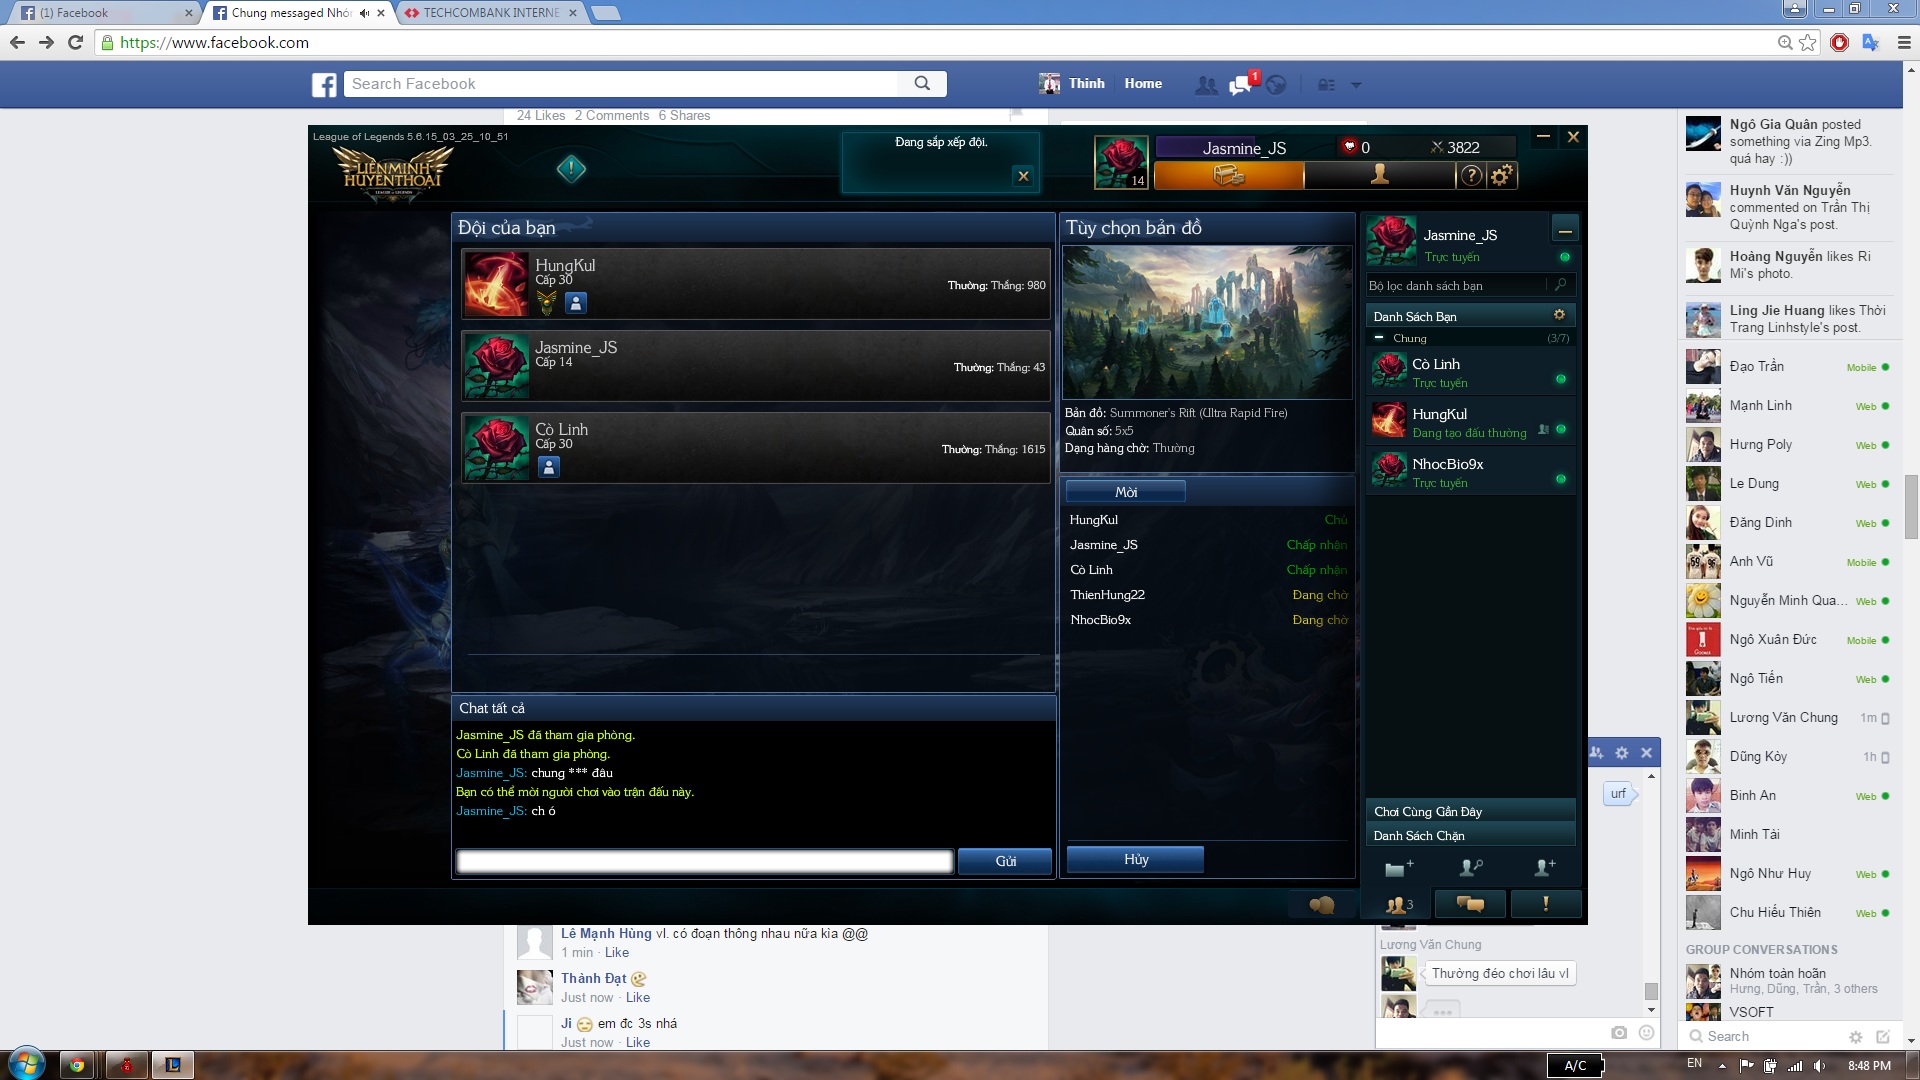 (1) Facebook
Chung messaged Nhón
TECHCOMBANK INTERNE
https://www.facebook.com
Search Facebook
Thinh
Home
1
24 Likes 2 Comments 6 Shares
League of Legends 5.6.15_03_25_10_51
LIÊN MINH
HUYỀN THOẠI
LEAGUE OF LEGENDS
Đang sắp xếp đội.
14
Jasmine_JS
0
3822
Đội của bạn
HungKul
Cấp 30
Thường: Thắng: 980
Jasmine_JS
Cấp 14
Thường: Thắng: 43
Cò Linh
Cấp 30
Thường: Thắng: 1615
Tùy chọn bản đồ
Bản đồ: Summoner's Rift (Ultra Rapid Fire)
Quân số: 5x5
Dạng hàng chờ: Thường
Mời
HungKul Chủ
Jasmine_JS Chấp nhận
Cò Linh Chấp nhận
ThienHung22 Đang chờ
NhocBio9x Đang chờ
Hủy
Chat tất cả
Jasmine_JS đã tham gia phòng.
Cò Linh đã tham gia phòng.
Jasmine_JS: chung *** đâu
Bạn có thể mời người chơi vào trận đấu này.
Jasmine_JS: ch ó
Gửi
Jasmine_JS
Trực tuyến
Bộ lọc danh sách bạn
Danh Sách Bạn
Chung (3/7)
Cò Linh
Trực tuyến
HungKul
Đang tạo đấu thường
NhocBio9x
Trực tuyến
Chơi Cùng Gần Đây
Danh Sách Chặn
3
Lê Mạnh Hùng vl. có đoạn thông nhau nữa kìa @@
1 min · Like
Thành Đạt
Just now · Like
Ji em đc 3s nhá
Just now · Like
urf
Lương Văn Chung
Thường đéo chơi lâu vl
Ngô Gia Quân posted
something via Zing Mp3.
quá hay :))
Huynh Văn Nguyễn
commented on Trần Thị
Quỳnh Nga's post.
Hoàng Nguyễn likes Ri
Mi's photo.
Ling Jie Huang likes Thời
Trang Linhstyle's post.
Đạo Trần Mobile
Mạnh Linh Web
Hưng Poly Web
Le Dung Web
Đăng Dinh Web
Anh Vũ Mobile
Nguyễn Minh Qua... Web
Ngô Xuân Đức Mobile
Ngô Tiến Web
Lương Văn Chung 1m
Dũng Kòy 1h
Binh An Web
Minh Tài
Ngô Như Huy Web
Chu Hiếu Thiên Web
GROUP CONVERSATIONS
Nhóm toàn hoãn
Hưng, Dũng, Trần, 3 others
VSOFT
Search
A/C
EN
8:48 PM